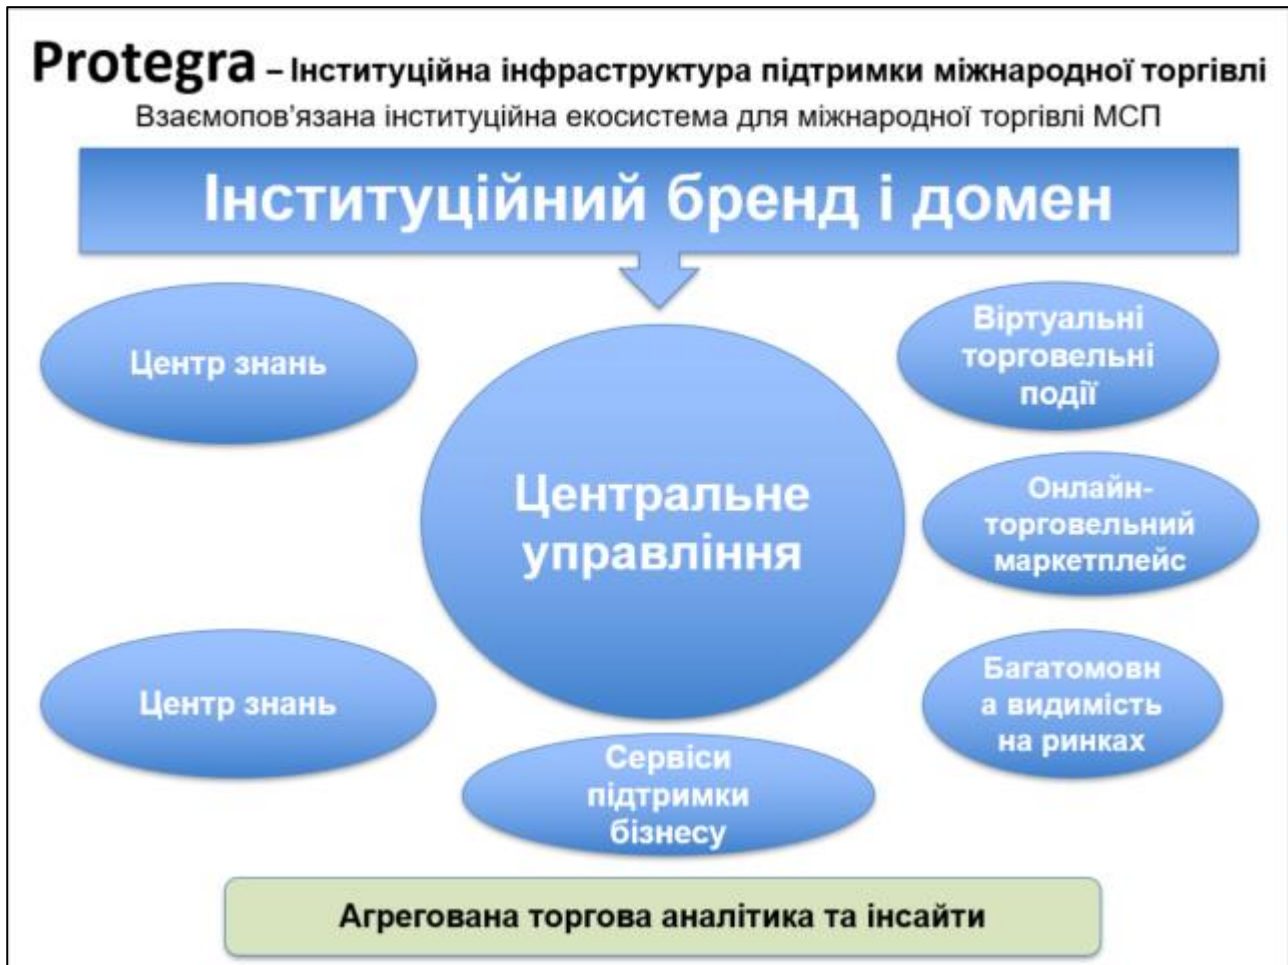 Protegra – Інституційна інфраструктура підтримки міжнародної торгівлі
Взаємопов’язана інституційна екосистема для міжнародної торгівлі МСП
Інституційний бренд і домен
Центр знань
Віртуальні
торговельні
події
Центральне
управління
Онлайн-
торговельний
маркетплейс
Центр знань
Багатомовн
а видимість
на ринках
Сервіси
підтримки
бізнесу
Агрегована торгова аналітика та інсайти